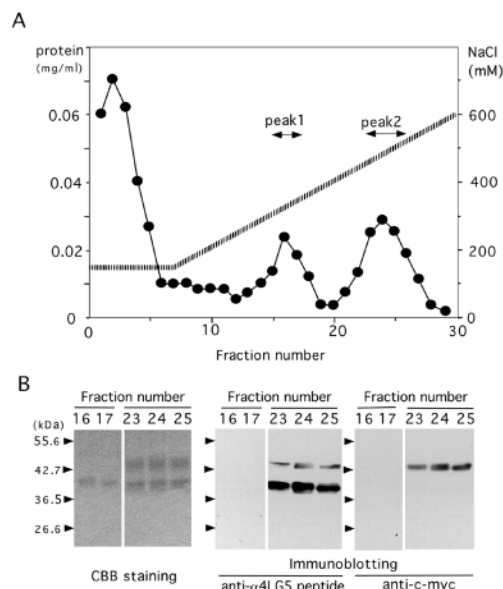 A
protein
(mg/ml)
NaCl
(mM)
0.06
0.04
0.02
0
600
400
200
0
peak1
peak2
0 10 20 30
Fraction number
B
Fraction number Fraction number Fraction number
16 17 23 24 25 16 17 23 24 25 16 17 23 24 25
(kDa)
55.6
42.7
36.5
26.6
Immunoblotting
CBB staining anti-α4LG5 peptide anti-c-myc